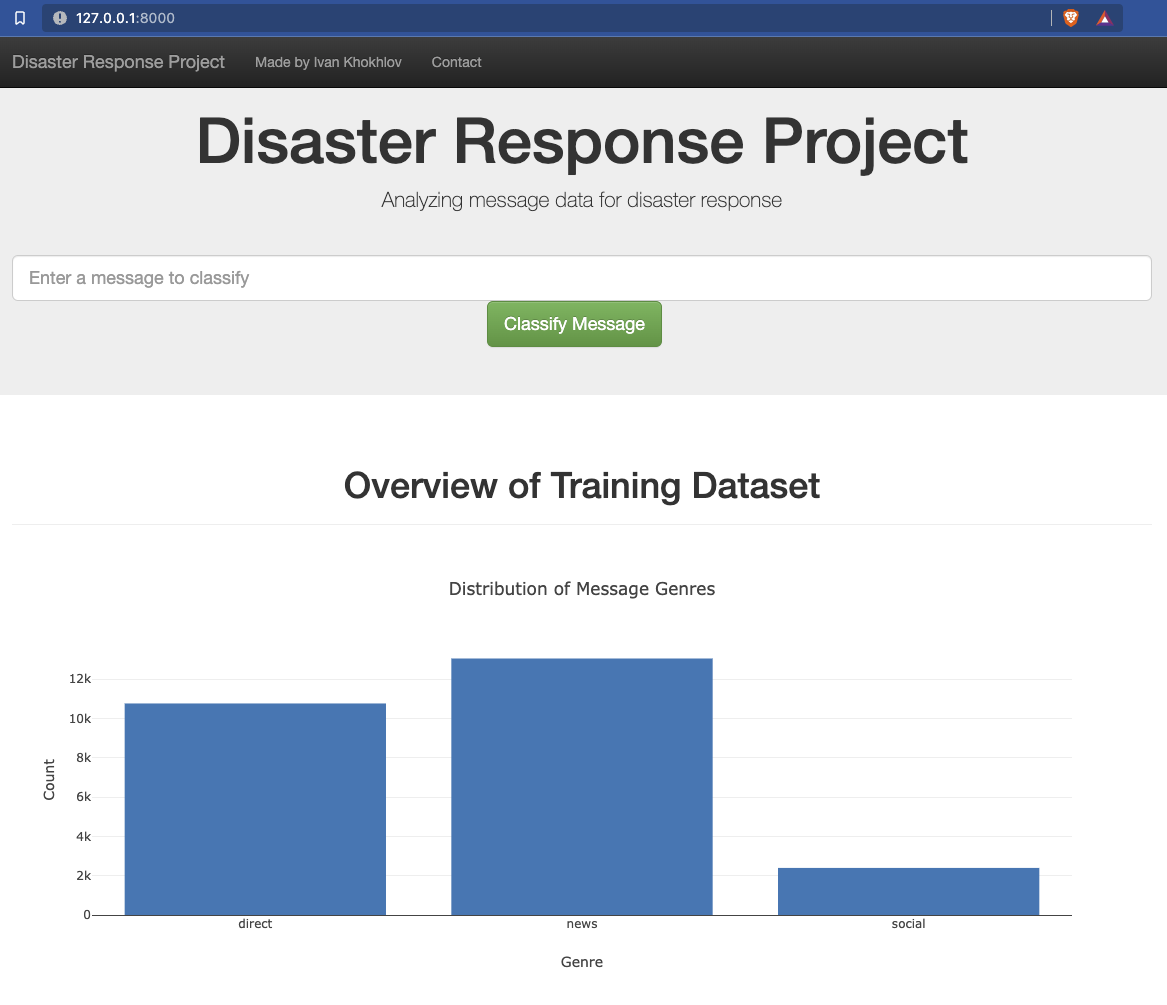 127.0.0.1:8000
Disaster Response Project Made by Ivan Khokhlov Contact
Disaster Response Project
Analyzing message data for disaster response
Enter a message to classify
Classify Message
Overview of Training Dataset
Distribution of Message Genres
12k
10k
8k
6k
4k
2k
0
Count
direct news social
Genre